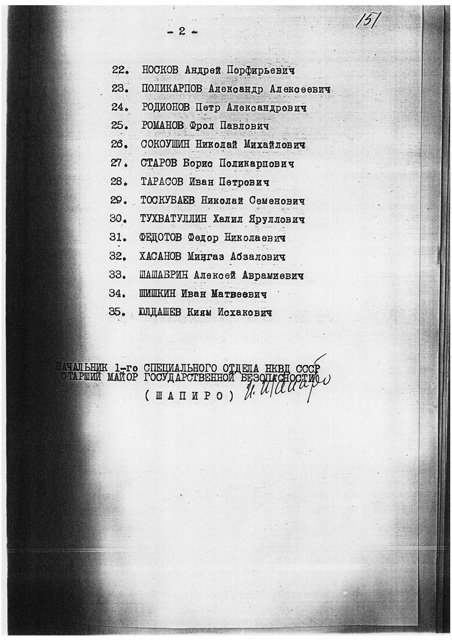 151
- 2 -
22. НОСКОВ Андрей Порфирьевич
23. ПОЛИКАРПОВ Александр Алексеевич
24. РОДИОНОВ Петр Александрович
25. РОМАНОВ Фрол Павлович
26. СОКОУШИН Николай Михайлович
27. СТАРОВ Борис Поликарпович
28. ТАРАСОВ Иван Петрович
29. ТОСКУБАЕВ Николай Семенович
30. ТУХВАТУЛЛИН Халил Яруллович
31. ФЕДОТОВ Федор Николаевич
32. ХАСАНОВ Мингаз Абзалович
33. ШАШАБРИН Алексей Аврамиевич
34. ШИШКИН Иван Матвеевич
35. ЮЛДАШЕВ Киям Исхакович
НАЧАЛЬНИК 1-го СПЕЦИАЛЬНОГО ОТДЕЛА НКВД СССР
СТАРШИЙ МАЙОР ГОСУДАРСТВЕННОЙ БЕЗОПАСНОСТИ
( ШАПИРО ) И. Шапиро